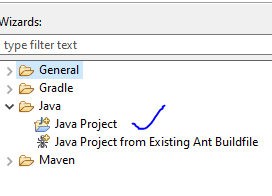 Wizards:
type filter text
General
Gradle
Java
Java Project
Java Project from Existing Ant Buildfile
Maven